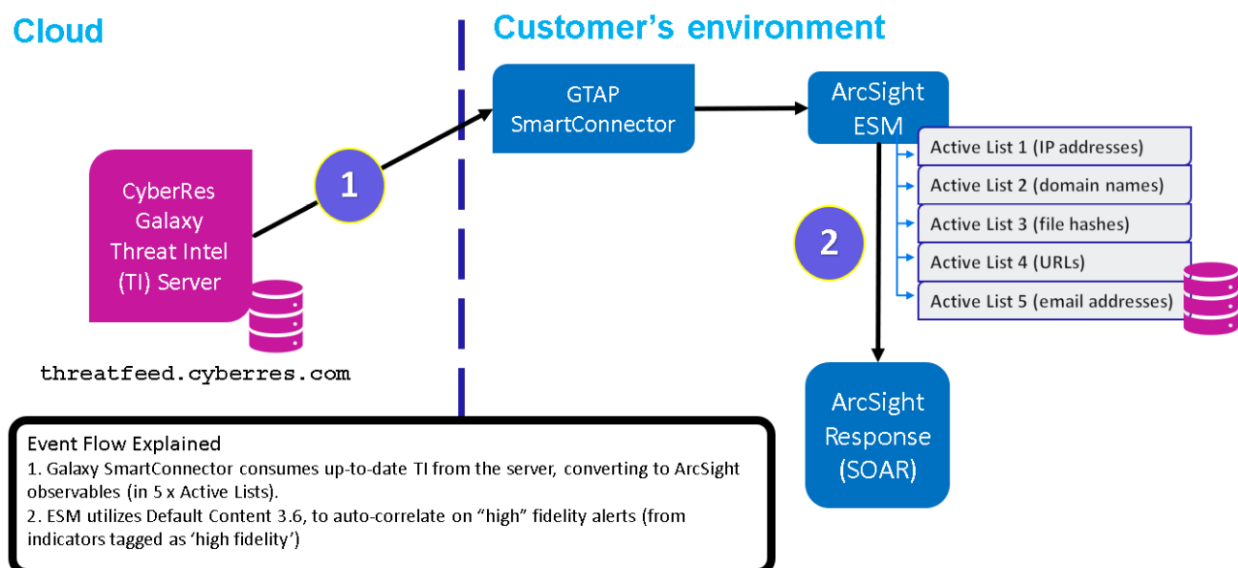 Cloud
Customer's environment
CyberRes
Galaxy
Threat Intel
(TI) Server
threatfeed.cyberres.com
1
GTAP
SmartConnector
ArcSight
ESM
Active List 1 (IP addresses)
Active List 2 (domain names)
Active List 3 (file hashes)
Active List 4 (URLs)
Active List 5 (email addresses)
2
ArcSight
Response
(SOAR)
Event Flow Explained
1. Galaxy SmartConnector consumes up-to-date TI from the server, converting to ArcSight
observables (in 5 x Active Lists).
2. ESM utilizes Default Content 3.6, to auto-correlate on “high” fidelity alerts (from
indicators tagged as ‘high fidelity’)